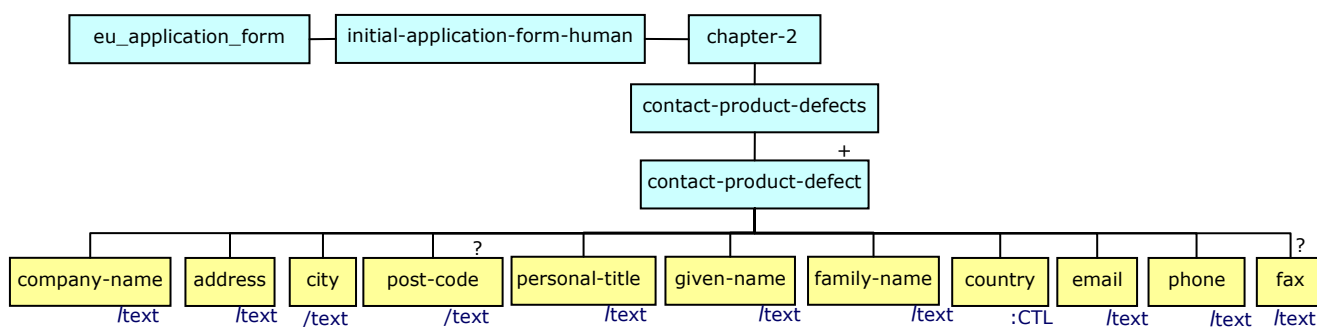 eu_application_form initial-application-form-human chapter-2
contact-product-defects
+
contact-product-defect
? ?
company-name address city post-code personal-title given-name family-name country email phone fax
/text /text /text /text /text /text /text :CTL /text /text /text